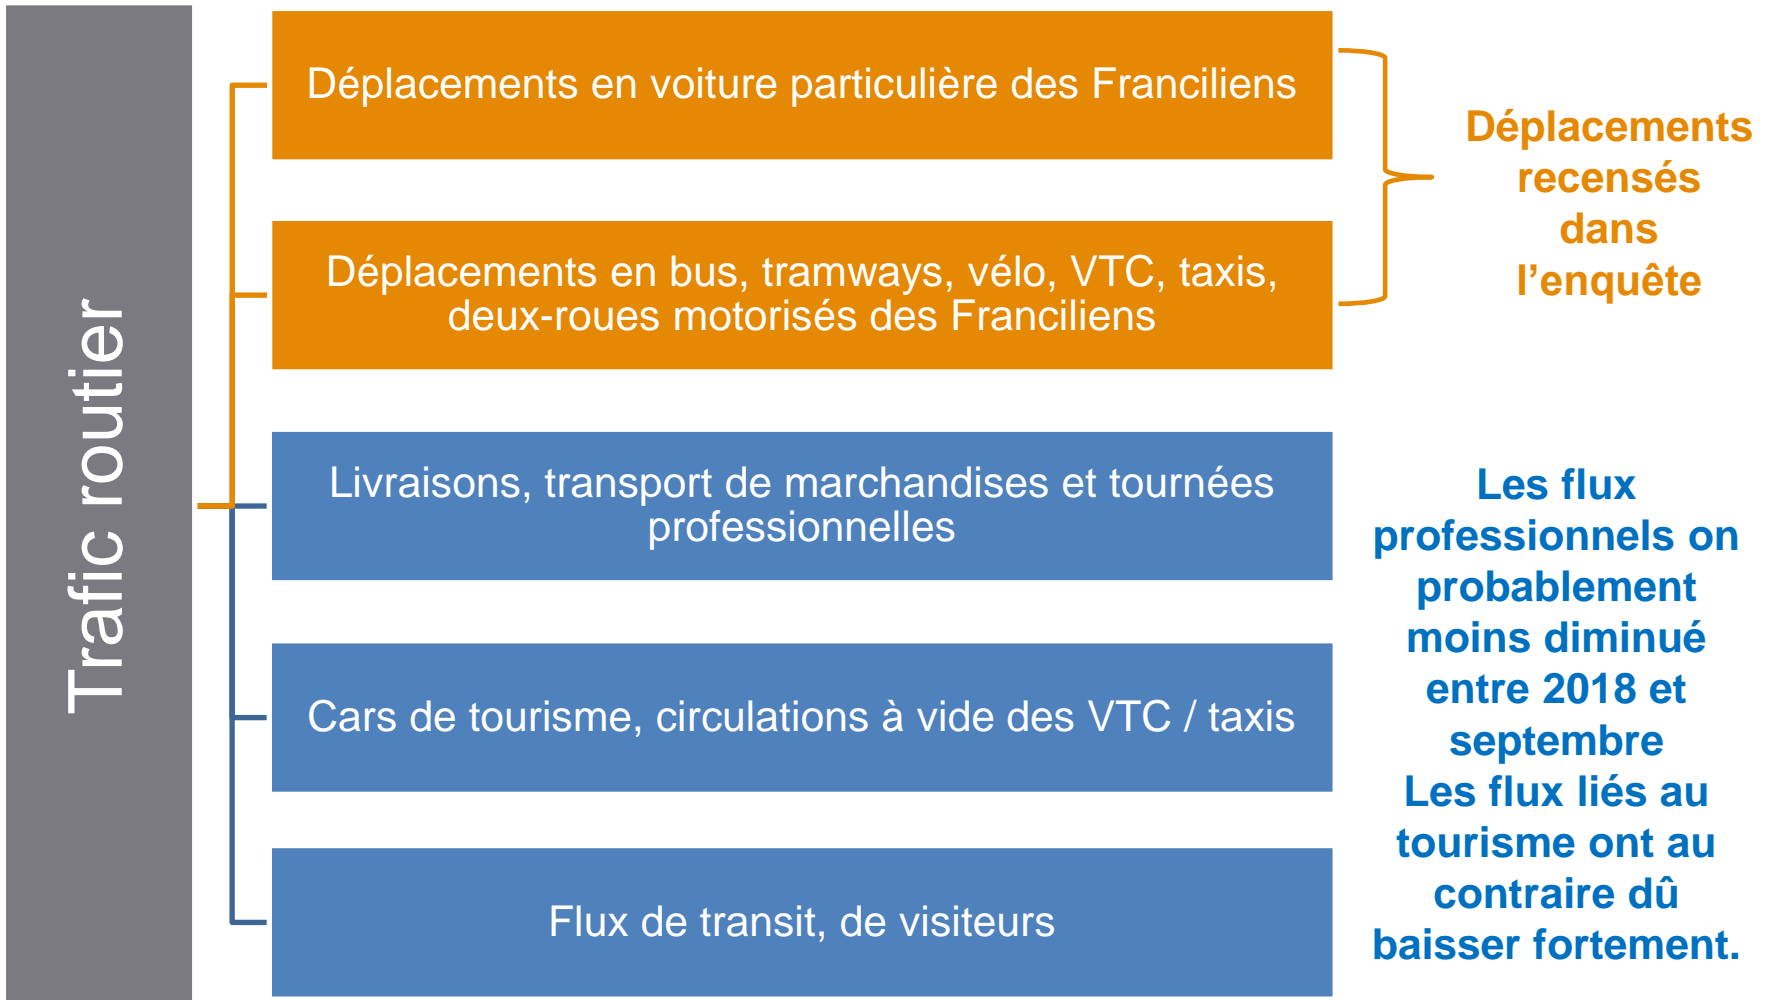 Trafic routier
Déplacements en voiture particulière des Franciliens
Déplacements en bus, tramways, vélo, VTC, taxis,
deux-roues motorisés des Franciliens
Livraisons, transport de marchandises et tournées
professionnelles
Cars de tourisme, circulations à vide des VTC / taxis
Flux de transit, de visiteurs
Déplacements
recensés
dans
l’enquête
Les flux
professionnels on
probablement
moins diminué
entre 2018 et
septembre
Les flux liés au
tourisme ont au
contraire dû
baisser fortement.